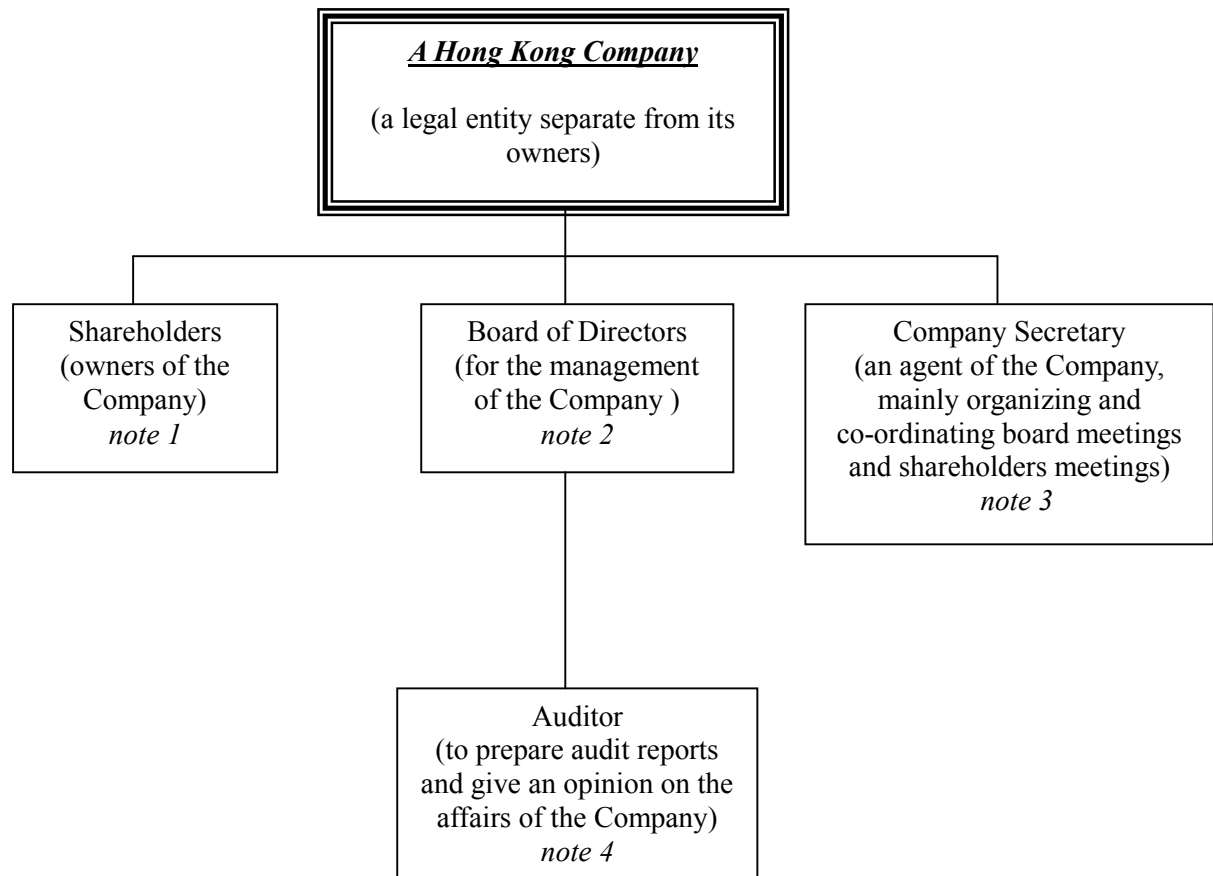 A Hong Kong Company
(a legal entity separate from its
owners)
Shareholders
(owners of the
Company)
note 1
Board of Directors
(for the management
of the Company )
note 2
Company Secretary
(an agent of the Company,
mainly organizing and
co-ordinating board meetings
and shareholders meetings)
note 3
Auditor
(to prepare audit reports
and give an opinion on the
affairs of the Company)
note 4